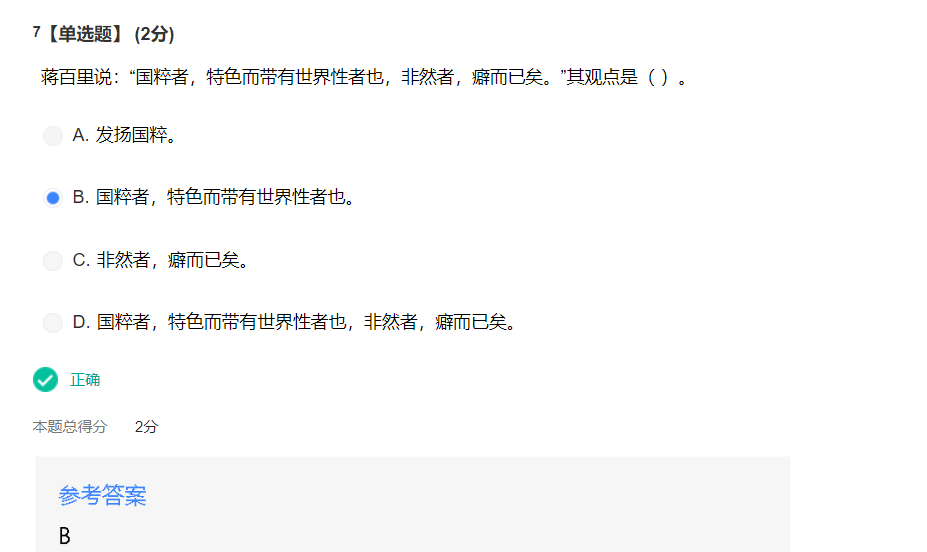 7【单选题】 (2分)
蒋百里说：“国粹者，特色而带有世界性者也，非然者，癖而已矣。”其观点是（ ）。
A. 发扬国粹。
B. 国粹者，特色而带有世界性者也。
C. 非然者，癖而已矣。
D. 国粹者，特色而带有世界性者也，非然者，癖而已矣。
正确
本题总得分 2分
参考答案
B